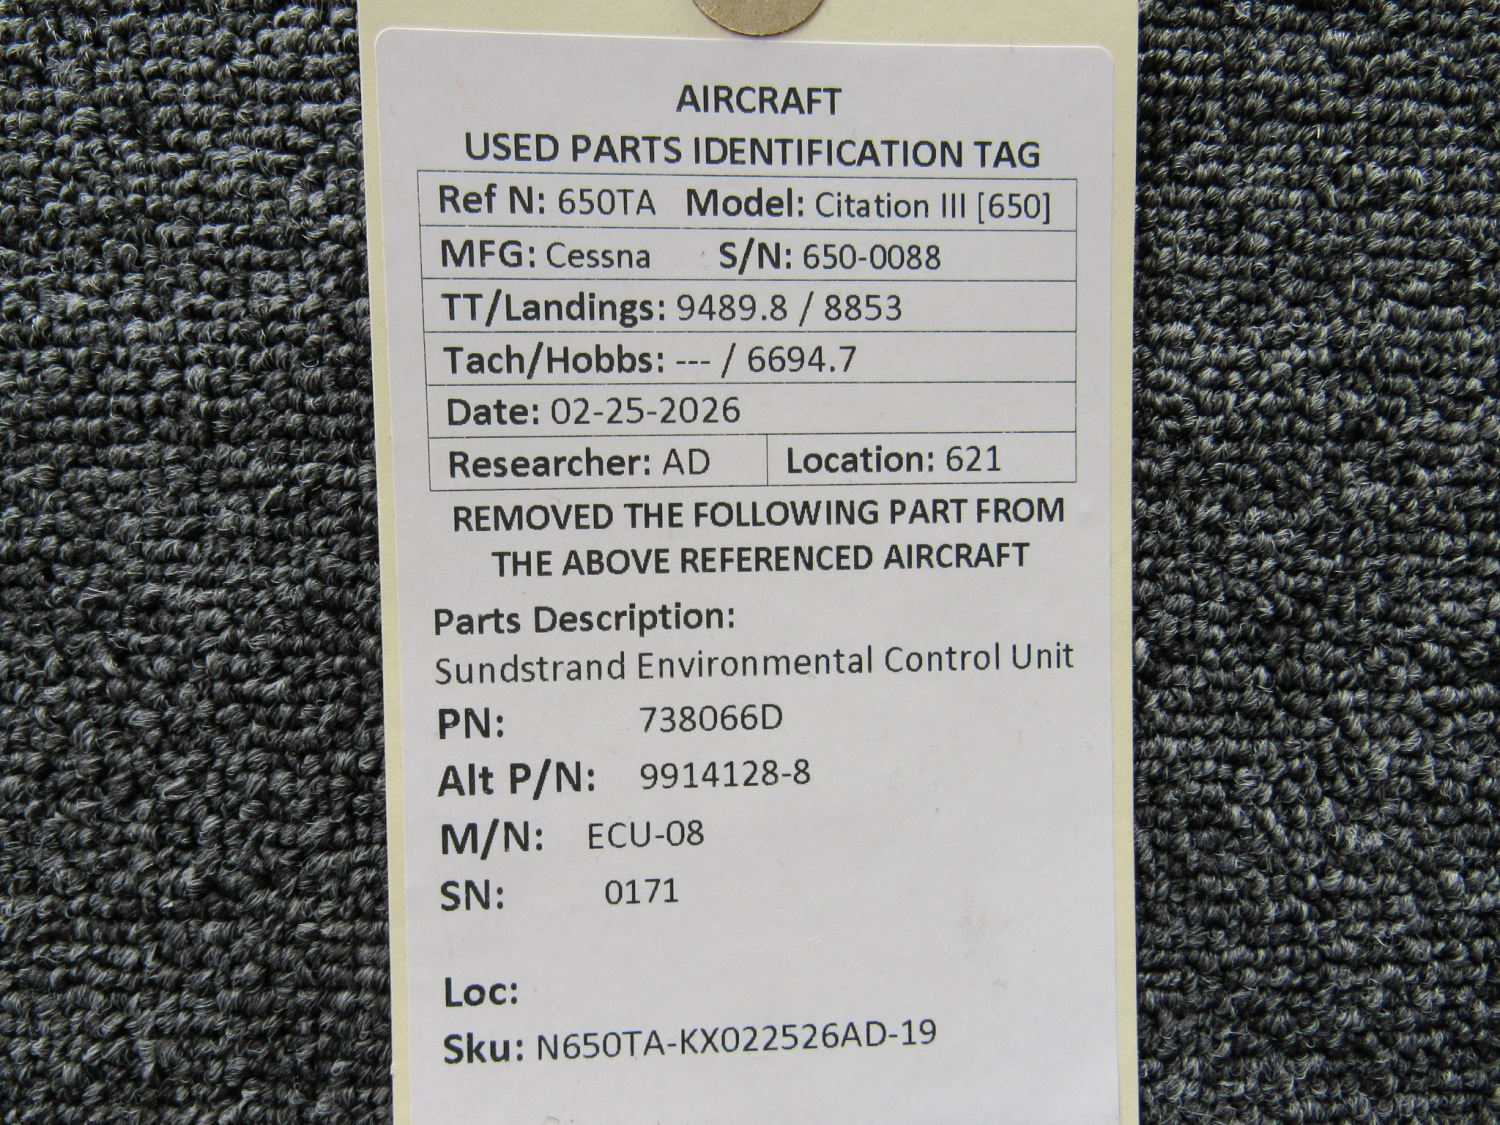 AIRCRAFT
USED PARTS IDENTIFICATION TAG
Ref N: 650TA Model: Citation III [650]
MFG: Cessna S/N: 650-0088
TT/Landings: 9489.8 / 8853
Tach/Hobbs: --- / 6694.7
Date: 02-25-2026
Researcher: AD Location: 621
REMOVED THE FOLLOWING PART FROM
THE ABOVE REFERENCED AIRCRAFT
Parts Description:
Sundstrand Environmental Control Unit
PN: 738066D
Alt P/N: 9914128-8
M/N: ECU-08
SN: 0171
Loc:
Sku: N650TA-KX022526AD-19